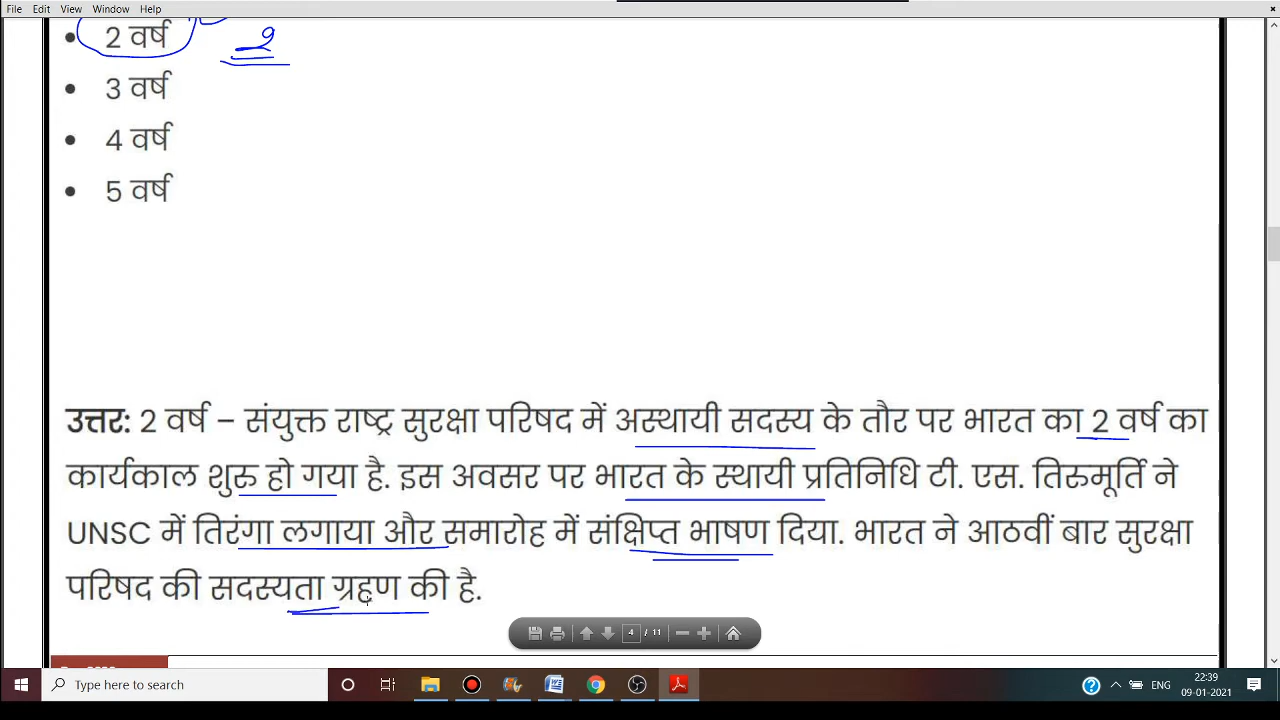 File Edit View Window Help
2 वर्ष
2
3 वर्ष
4 वर्ष
5 वर्ष
उत्तर: 2 वर्ष – संयुक्त राष्ट्र सुरक्षा परिषद में अस्थायी सदस्य के तौर पर भारत का 2 वर्ष का
कार्यकाल शुरु हो गया है. इस अवसर पर भारत के स्थायी प्रतिनिधि टी. एस. तिरुमूर्ति ने
UNSC में तिरंगा लगाया और समारोह में संक्षिप्त भाषण दिया. भारत ने आठवीं बार सुरक्षा
परिषद की सदस्यता ग्रहण की है.
4 / 11
Type here to search
ENG
22:39
09-01-2021